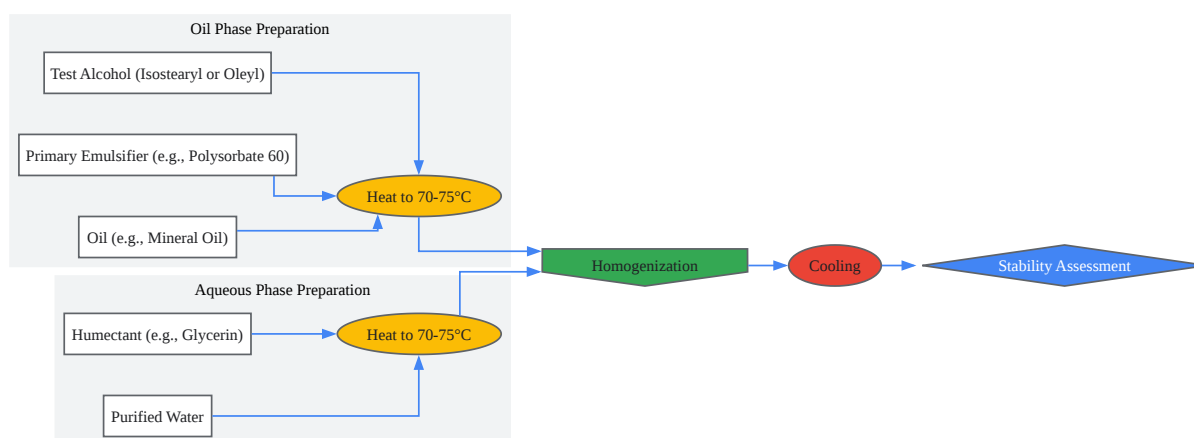 Oil Phase Preparation
Test Alcohol (Isostearyl or Oleyl)
Primary Emulsifier (e.g., Polysorbate 60)
Heat to 70-75°C
Oil (e.g., Mineral Oil)
Homogenization
Cooling
Stability Assessment
Aqueous Phase Preparation
Humectant (e.g., Glycerin)
Heat to 70-75°C
Purified Water